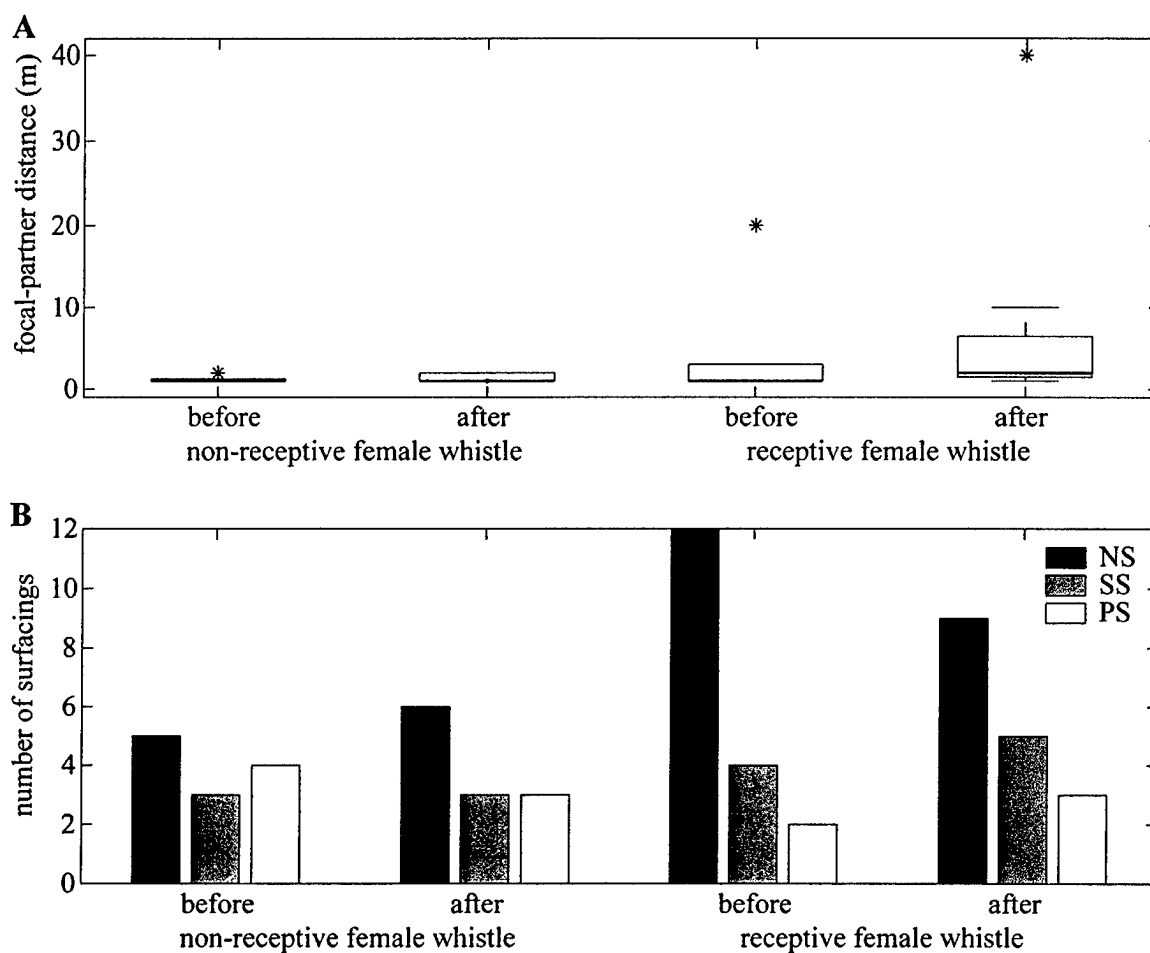 A
focal-partner distance (m)
40
30
20
10
0
before after before after
non-receptive female whistle receptive female whistle
B
number of surfacings
12
10
8
6
4
2
0
NS
SS
PS
before after before after
non-receptive female whistle receptive female whistle